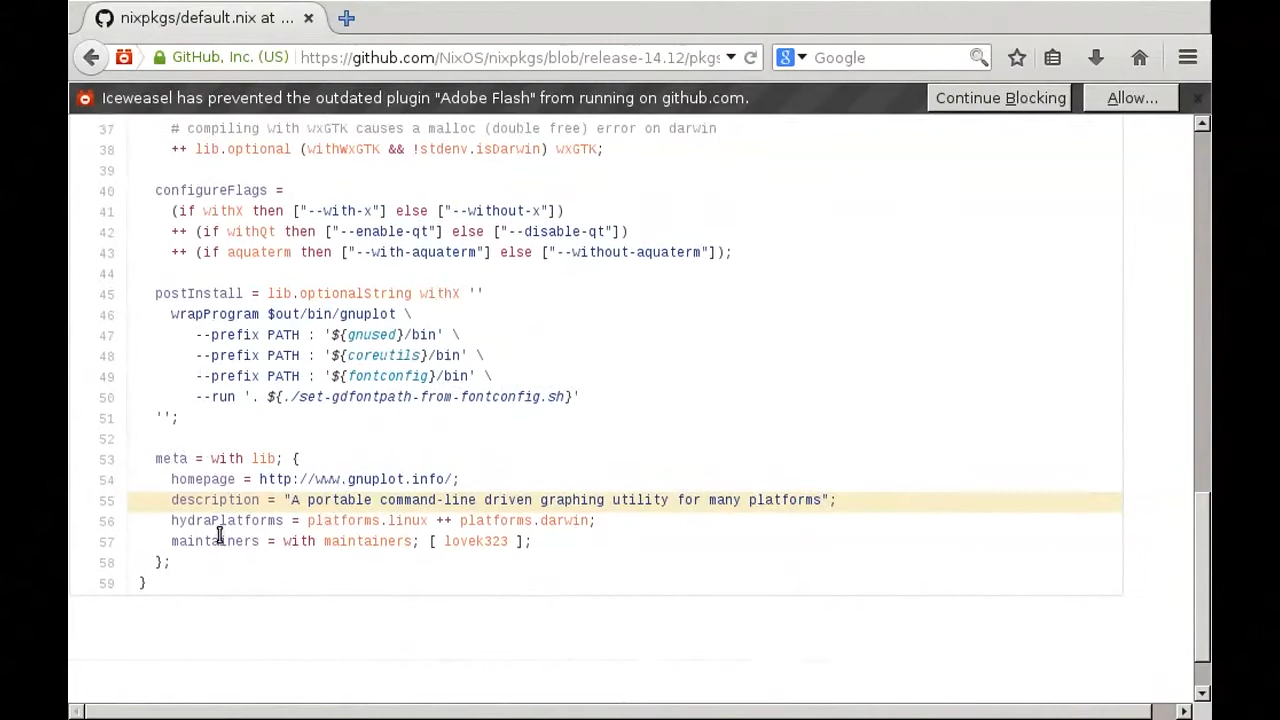 nixpkgs/default.nix at ...
GitHub, Inc. (US)
https://github.com/NixOS/nixpkgs/blob/release-14.12/pkgs
Google
Iceweasel has prevented the outdated plugin "Adobe Flash" from running on github.com.
Continue Blocking
Allow...
37 # compiling with wxGTK causes a malloc (double free) error on darwin
38 ++ lib.optional (withWxGTK && !stdenv.isDarwin) wxGTK;
39
40 configureFlags =
41 (if withX then ["--with-x"] else ["--without-x"])
42 ++ (if withQt then ["--enable-qt"] else ["--disable-qt"])
43 ++ (if aquaterm then ["--with-aquaterm"] else ["--without-aquaterm"]);
44
45 postInstall = lib.optionalString withX ''
46 wrapProgram $out/bin/gnuplot \
47 --prefix PATH : '${gnused}/bin' \
48 --prefix PATH : '${coreutils}/bin' \
49 --prefix PATH : '${fontconfig}/bin' \
50 --run '. ${./set-gdfontpath-from-fontconfig.sh}'
51 '';
52
53 meta = with lib; {
54 homepage = http://www.gnuplot.info/;
55 description = "A portable command-line driven graphing utility for many platforms";
56 hydraPlatforms = platforms.linux ++ platforms.darwin;
57 maintainers = with maintainers; [ lovek323 ];
58 };
59 }